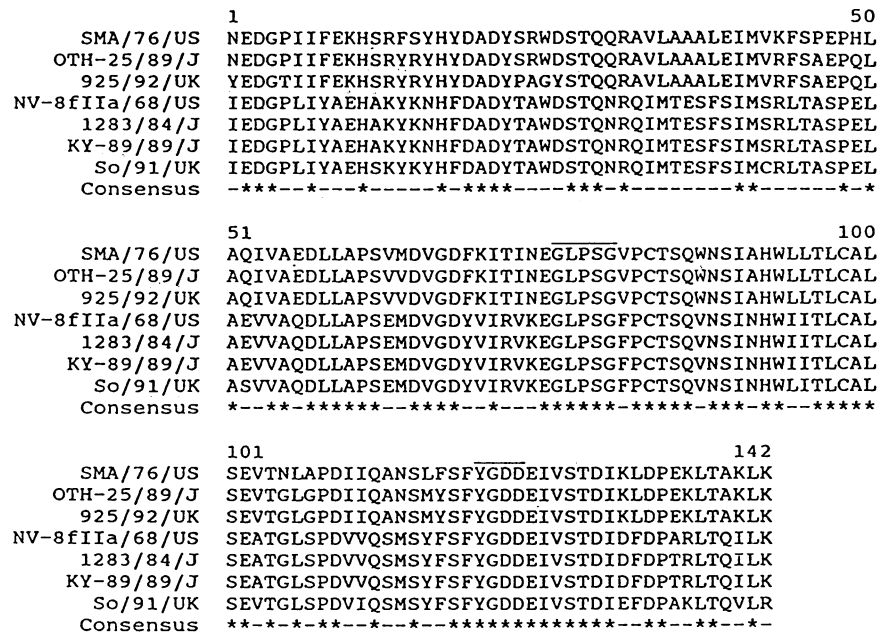 1 50
SMA/76/US NEDGPIIFEKHSRFSYHYDADYSRWDSTQQRAVLAAALEIMVKFSPEPHL
OTH-25/89/J NEDGPIIFEKHSRYRYHYDADYSRWDSTQQRAVLAAALEIMVRFSAEPQL
925/92/UK YEDGTIIFEKHSRYRYHYDADYPAGYSTQQRAVLAAALEIMVRFSAEPQL
NV-8fIIa/68/US IEDGPLIYAEHAKYKNHFDADYTAWDSTQNRQIMTESFSIMSRLTASPEL
1283/84/J IEDGPLIYAEHAKYKNHFDADYTAWDSTQNRQIMTESFSIMSRLTASPEL
KY-89/89/J IEDGPLIYAEHAKYKNHFDADYTAWDSTQNRQIMTESFSIMSRLTASPEL
So/91/UK IEDGPLIYAEHSKYKYHFDADYTAWDSTQNRQIMTESFSIMCRLTASPEL
Consensus -***--*---*-----*-****---***-*--------**------*-*
51 100
SMA/76/US AQIVAEDLLAPSVMDVGDFKITINEGLPSGVPCTSQWNSIAHWLLTLCAL
OTH-25/89/J AQIVAEDLLAPSVVDVGDFKITINEGLPSGVPCTSQWNSIAHWLLTLCAL
925/92/UK AQIVAEDLLAPSVVDVGDFKITINEGLPSGVPCTSQWNSIAHWLLTLCAL
NV-8fIIa/68/US AEVVAQDLLAPSEMDVGDYVIRVKEGLPSGFPCTSQVNSINHWIITLCAL
1283/84/J AEVVAQDLLAPSEMDVGDYVIRVKEGLPSGFPCTSQVNSINHWIITLCAL
KY-89/89/J AEVVAQDLLAPSEMDVGDYVIRVKEGLPSGFPCTSQVNSINHWIITLCAL
So/91/UK ASVVAQDLLAPSEMDVGDYVIRVKEGLPSGFPCTSQVNSINHWLITLCAL
Consensus *--**-******--****--*---******-*****-***-**--*****
101 142
SMA/76/US SEVTNLAPDIIQANSLFSFYGDDEIVSTDIKLDPEKLTAKLK
OTH-25/89/J SEVTGLGPDIIQANSMYSFYGDDEIVSTDIKLDPEKLTAKLK
925/92/UK SEVTGLGPDIIQANSMYSFYGDDEIVSTDIKLDPEKLTAKLK
NV-8fIIa/68/US SEATGLSPDVVQSMSYFSFYGDDEIVSTDIDFDPARLTQILK
1283/84/J SEATGLSPDVVQSMSYFSFYGDDEIVSTDIDFDPTRLTQILK
KY-89/89/J SEATGLSPDVVQSMSYFSFYGDDEIVSTDIDFDPTRLTQILK
So/91/UK SEVTGLSPDVIQSMSYFSFYGDDEIVSTDIEFDPAKLTQVLR
Consensus **-*-*-**--*--*--*************--**--**--*-